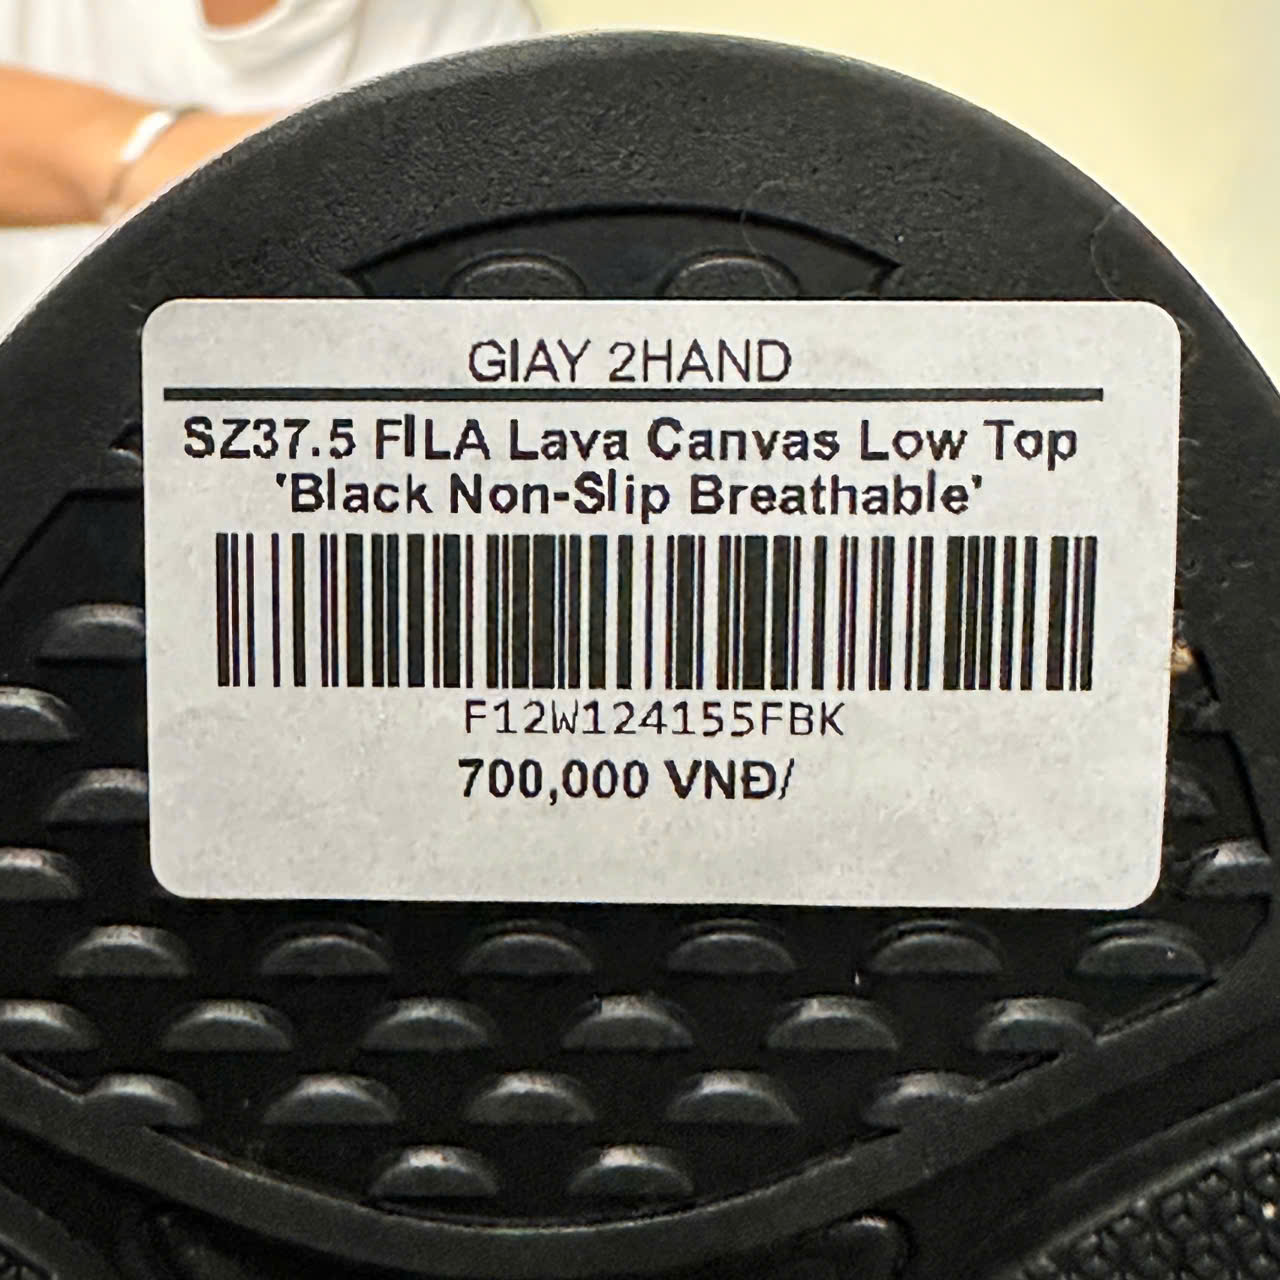 GIAY 2HAND
SZ37.5 FILA Lava Canvas Low Top
'Black Non-Slip Breathable'
F12W124155FBK
700,000 VNĐ/